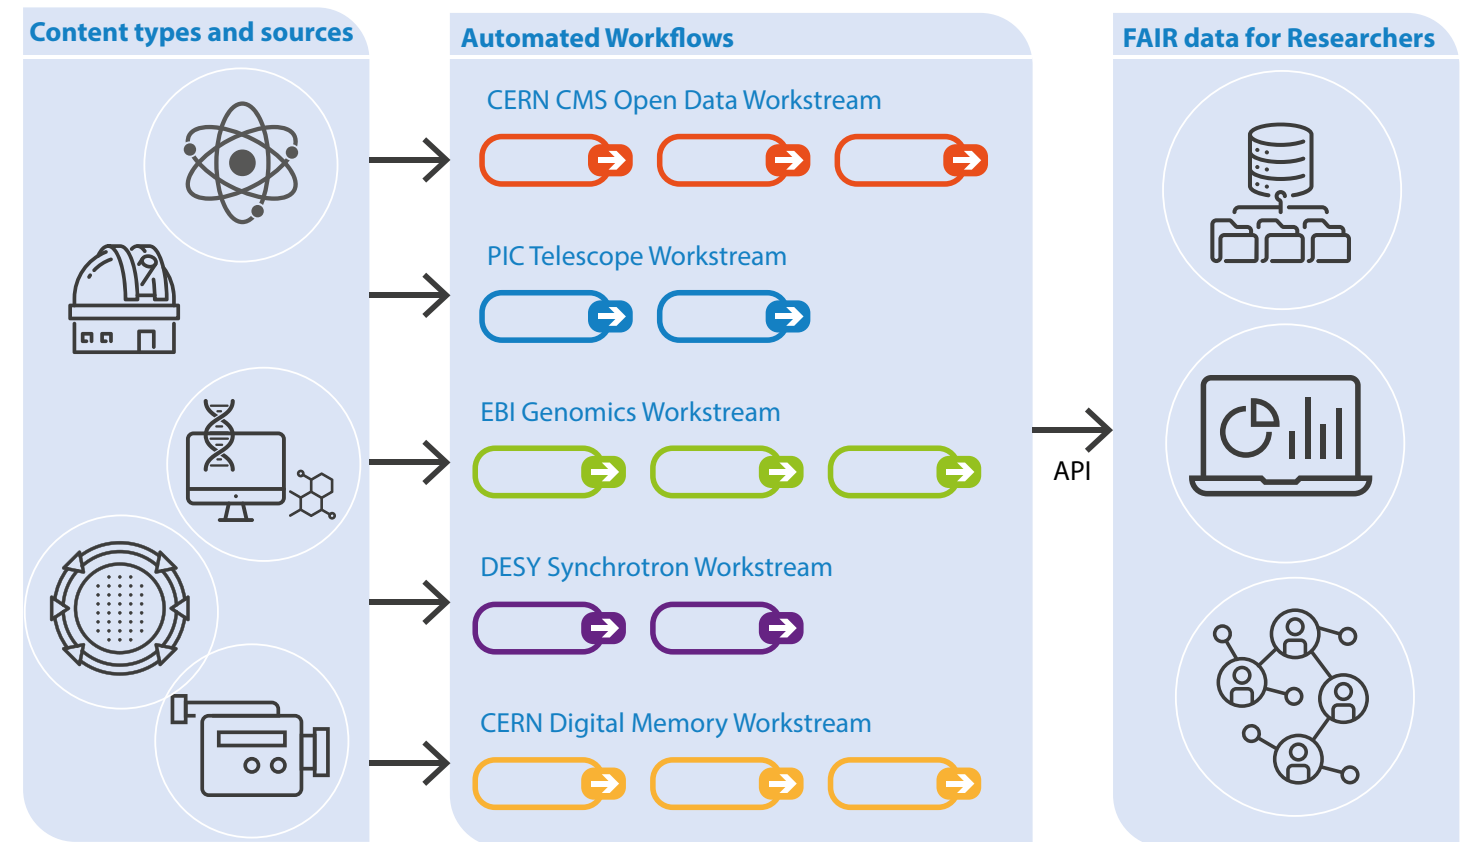 Content types and sources
Automated Workflows
FAIR data for Researchers
CERN CMS Open Data Workstream
PIC Telescope Workstream
EBI Genomics Workstream
API
DESY Synchrotron Workstream
CERN Digital Memory Workstream